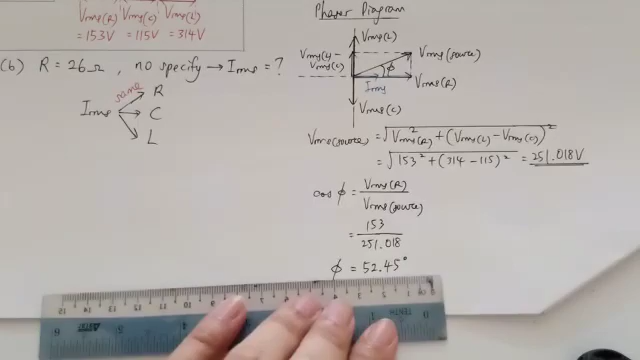 Vrms(R) Vrms(C) Vrms(L)
= 153V = 115V = 314V
(b) R = 26Ω , no specify → Irms = ?
same
Irms
R
C
L
Phasor Diagram
Vrms(L)
Vrms(L) -
Vrms(C)
Vrms(source)
ϕ
Irms
Vrms(R)
Vrms(C)
Vrms(source) = √Vrms(R)² + (Vrms(L) - Vrms(C))²
= √153² + (314 - 115)² = 251.018V
cos ϕ = Vrms(R) / Vrms(source)
= 153 / 251.018
ϕ = 52.45°